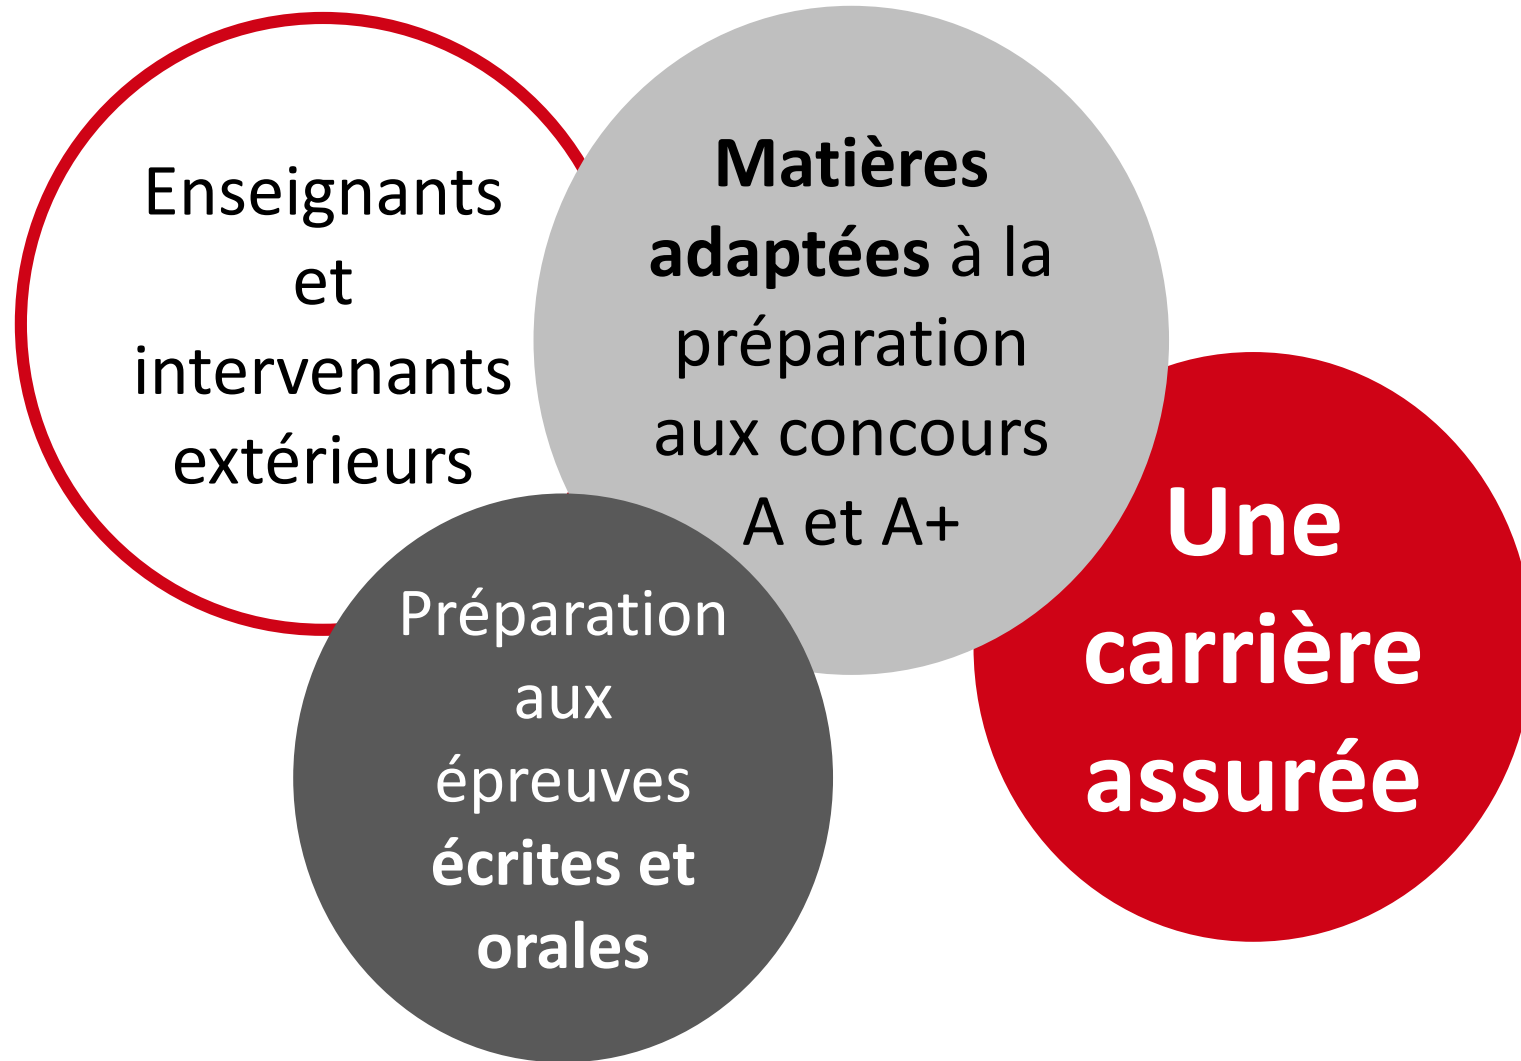 Enseignants
et
intervenants
extérieurs
Matières
adaptées à la
préparation
aux concours
A et A+
Préparation
aux
épreuves
écrites et
orales
Une
carrière
assurée